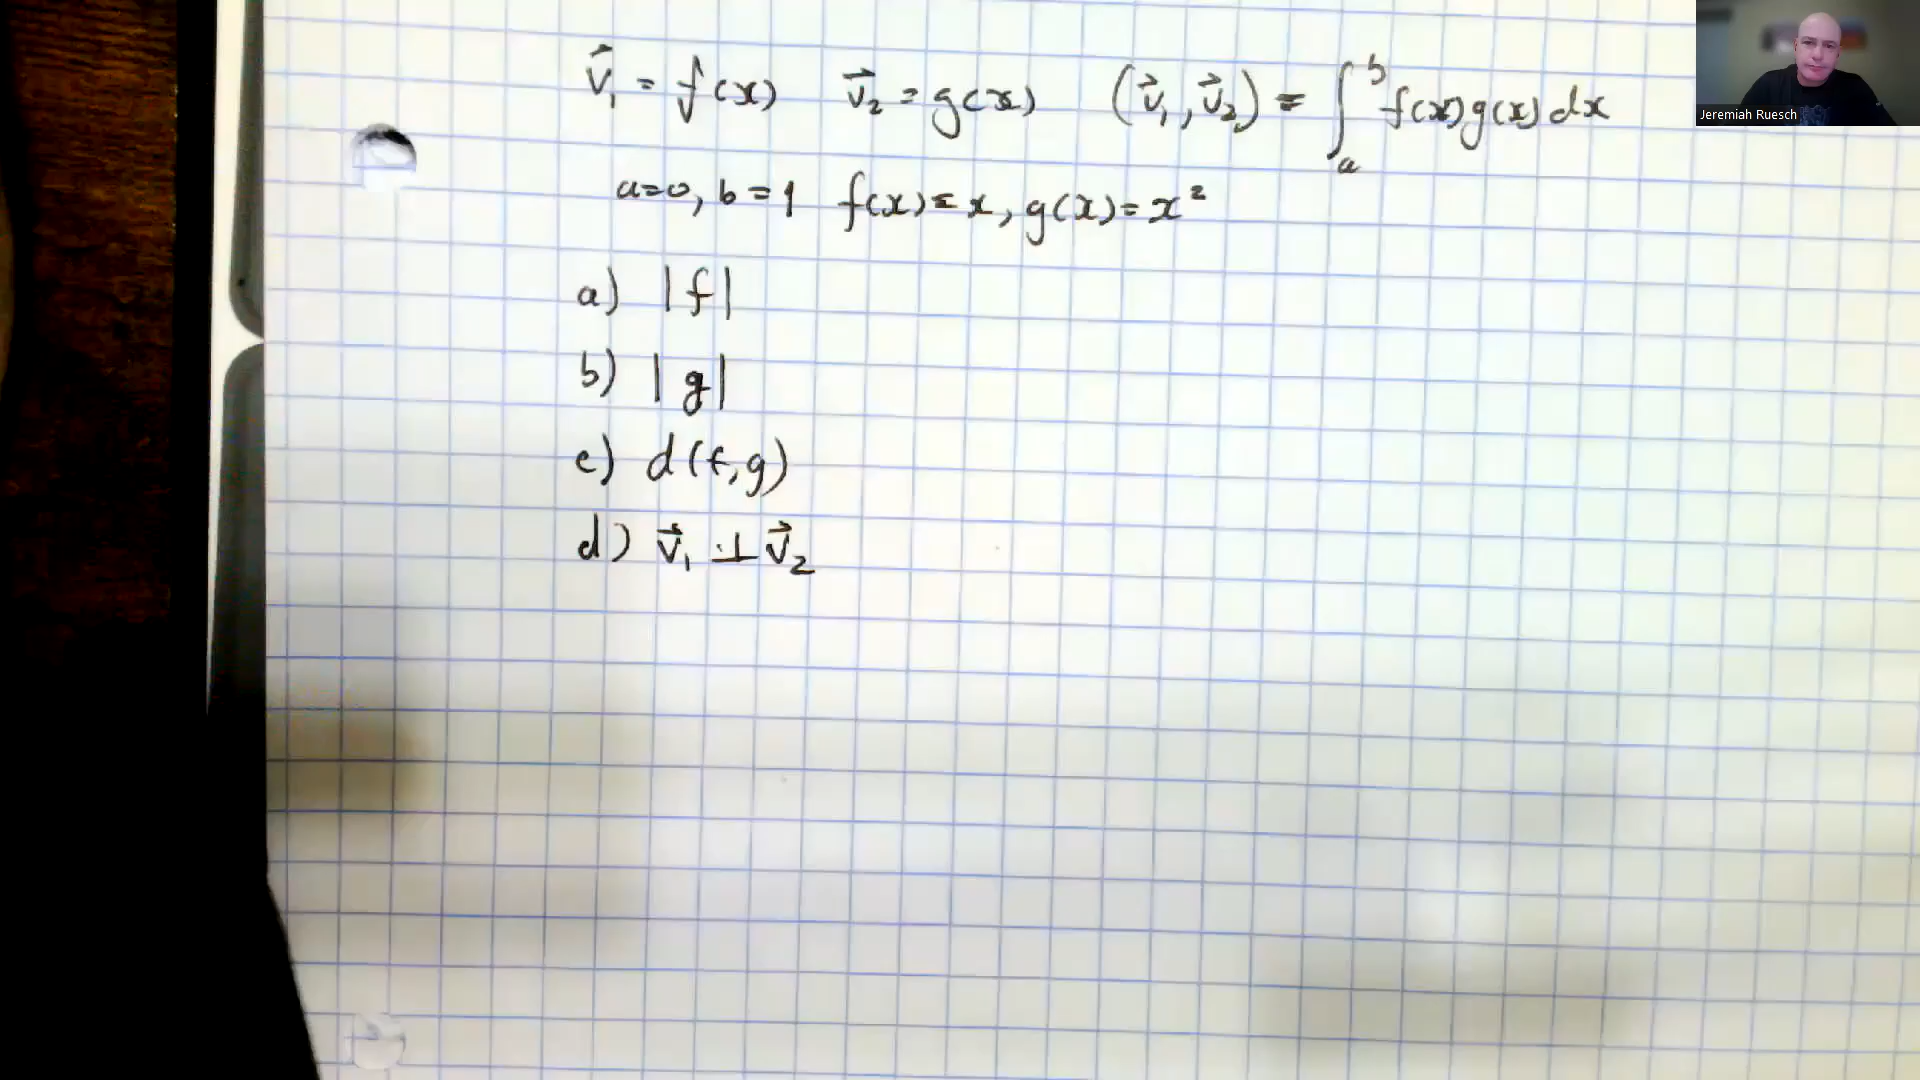 v⃗₁ = f(x)   v⃗₂ = g(x)   (v⃗₁, v⃗₂) = ∫ₐᵇ f(x)g(x) dx
Jeremiah Ruesch
a=0, b=1   f(x)=x, g(x)=x²
a) |f|
b) |g|
c) d(f,g)
d) v⃗₁ ⊥ v⃗₂